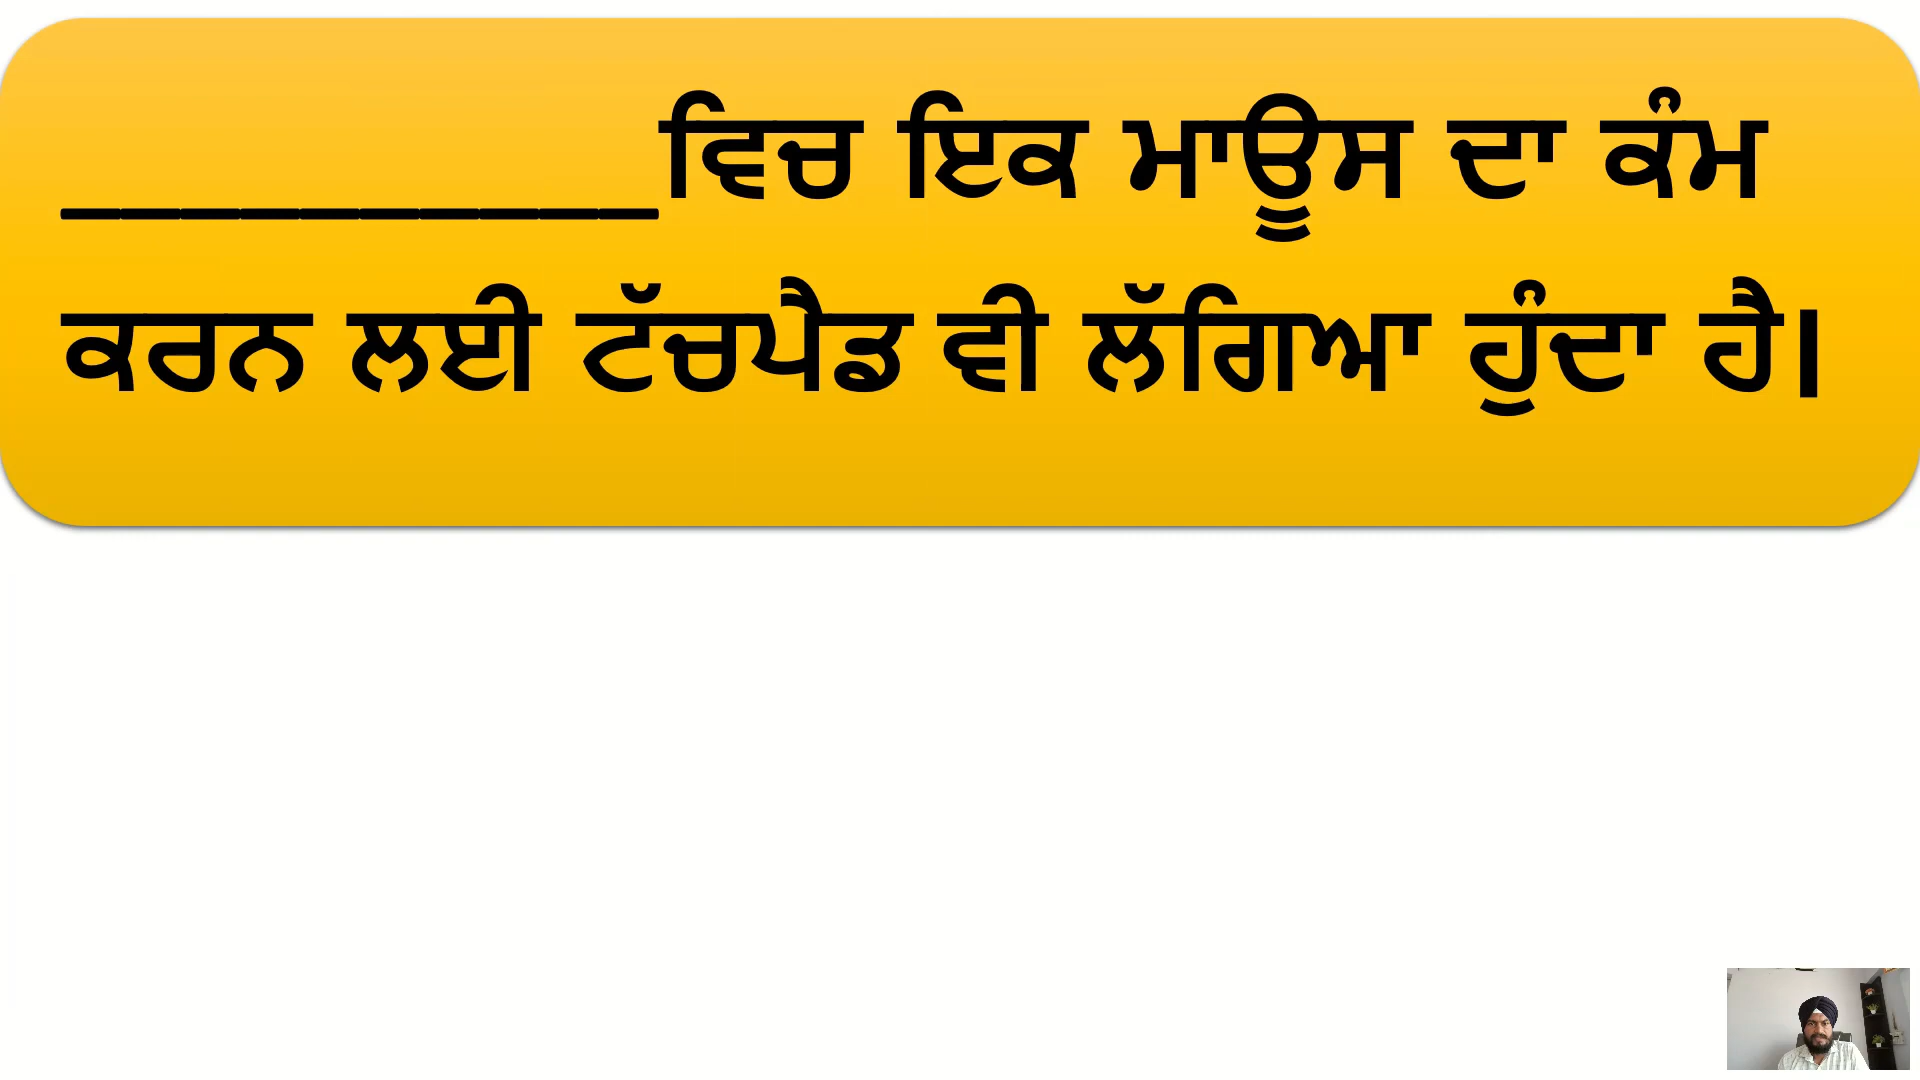 __________ਵਿਚ ਇਕ ਮਾਊਸ ਦਾ ਕੰਮ
ਕਰਨ ਲਈ ਟੱਚਪੈਡ ਵੀ ਲੱਗਿਆ ਹੁੰਦਾ ਹੈ।